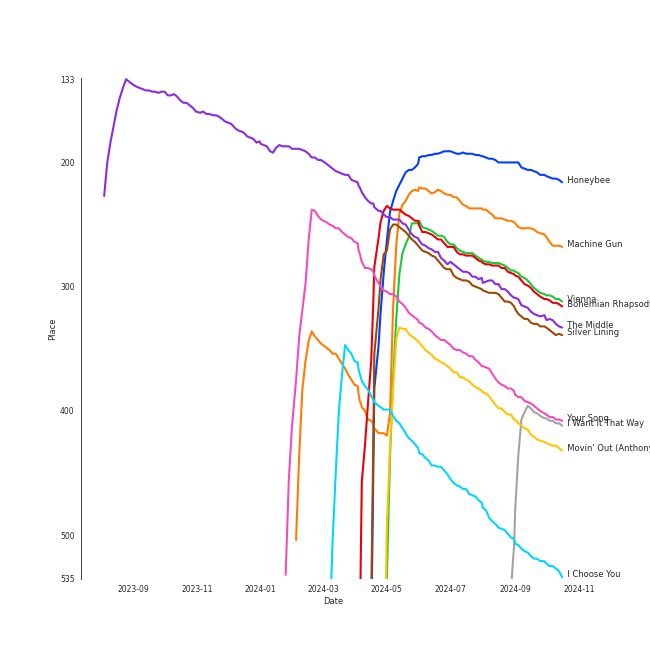 133
200
300
400
500
535
Place
2023-09 2023-11 2024-01 2024-03 2024-05 2024-07 2024-09 2024-11
Date
Honeybee
Machine Gun
Vienna
Bohemian Rhapsod
The Middle
Silver Lining
Your Song
I Want It That Way
Movin' Out (Anthony
I Choose You